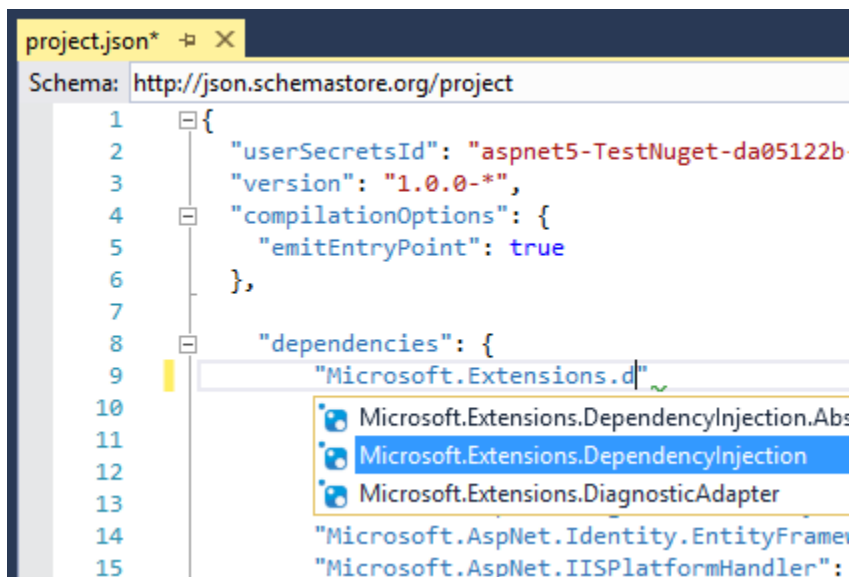 project.json*
Schema: http://json.schemastore.org/project
1 {
2 "userSecretsId": "aspnet5-TestNuget-da05122b-
3 "version": "1.0.0-*",
4 "compilationOptions": {
5 "emitEntryPoint": true
6 },
7
8 "dependencies": {
9 "Microsoft.Extensions.d"
10 Microsoft.Extensions.DependencyInjection.Abs
11
12 Microsoft.Extensions.DependencyInjection
13 Microsoft.Extensions.DiagnosticAdapter
14 "Microsoft.AspNet.Identity.EntityFramew
15 "Microsoft.AspNet.IISPlatformHandler":